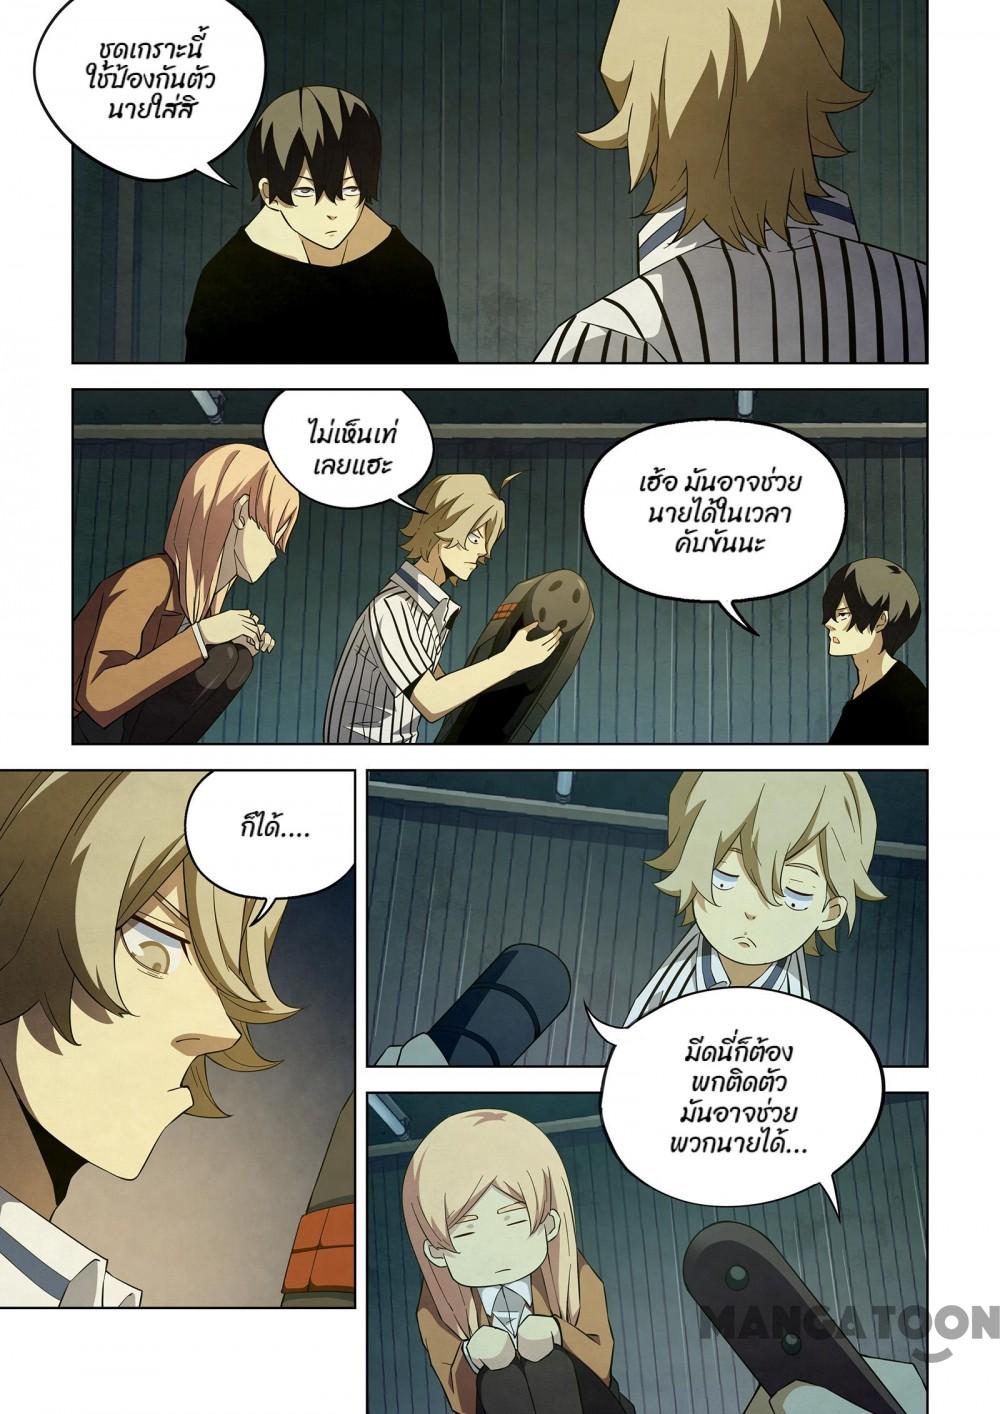 ชุดเกราะนี้
ใช้ป้องกันตัว
นายใส่สิ
ไม่เห็นเท่
เลยแฮะ
เฮ้อ มันอาจช่วย
นายได้ในเวลา
คับขันนะ
ก็ได้....
มีดนี่ก็ต้อง
พกติดตัว
มันอาจช่วย
พวกนายได้...
MANGATOON